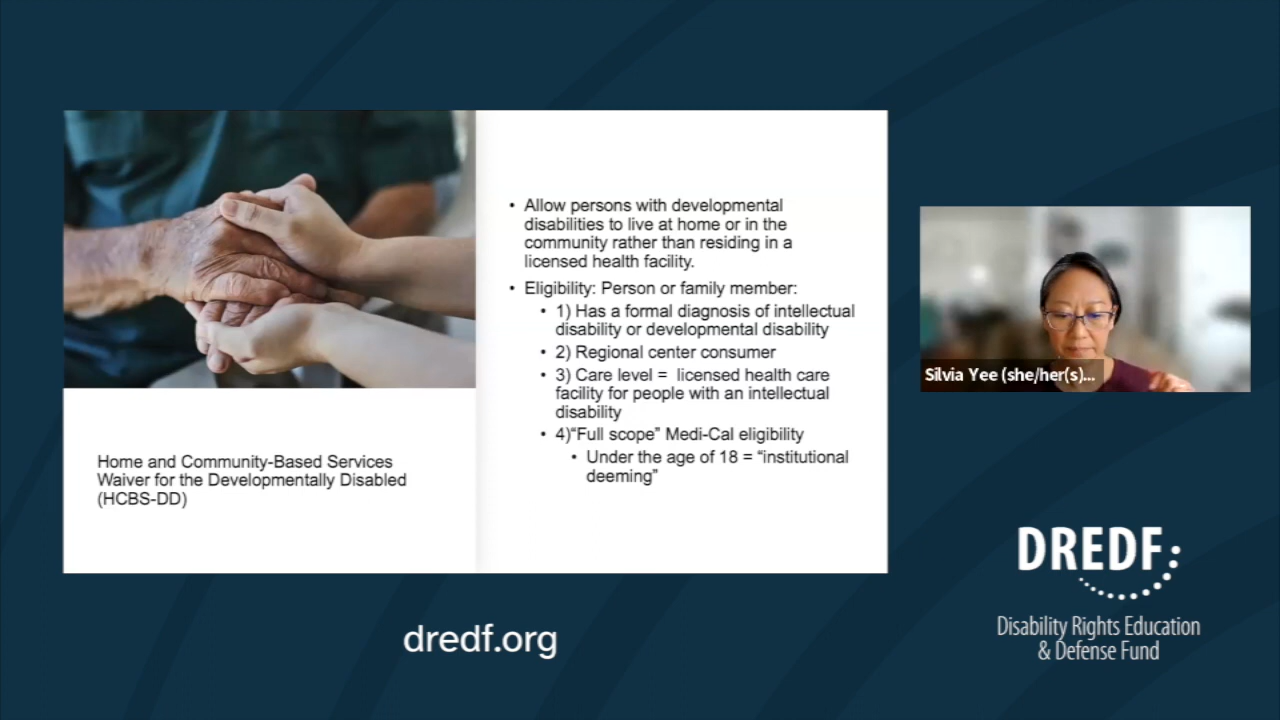 Home and Community-Based Services
Waiver for the Developmentally Disabled
(HCBS-DD)
• Allow persons with developmental
disabilities to live at home or in the
community rather than residing in a
licensed health facility.
• Eligibility: Person or family member:
• 1) Has a formal diagnosis of intellectual
disability or developmental disability
• 2) Regional center consumer
• 3) Care level = licensed health care
facility for people with an intellectual
disability
• 4)“Full scope” Medi-Cal eligibility
• Under the age of 18 = “institutional
deeming”
Silvia Yee (she/her(s)...
dredf.org
DREDF
Disability Rights Education
& Defense Fund